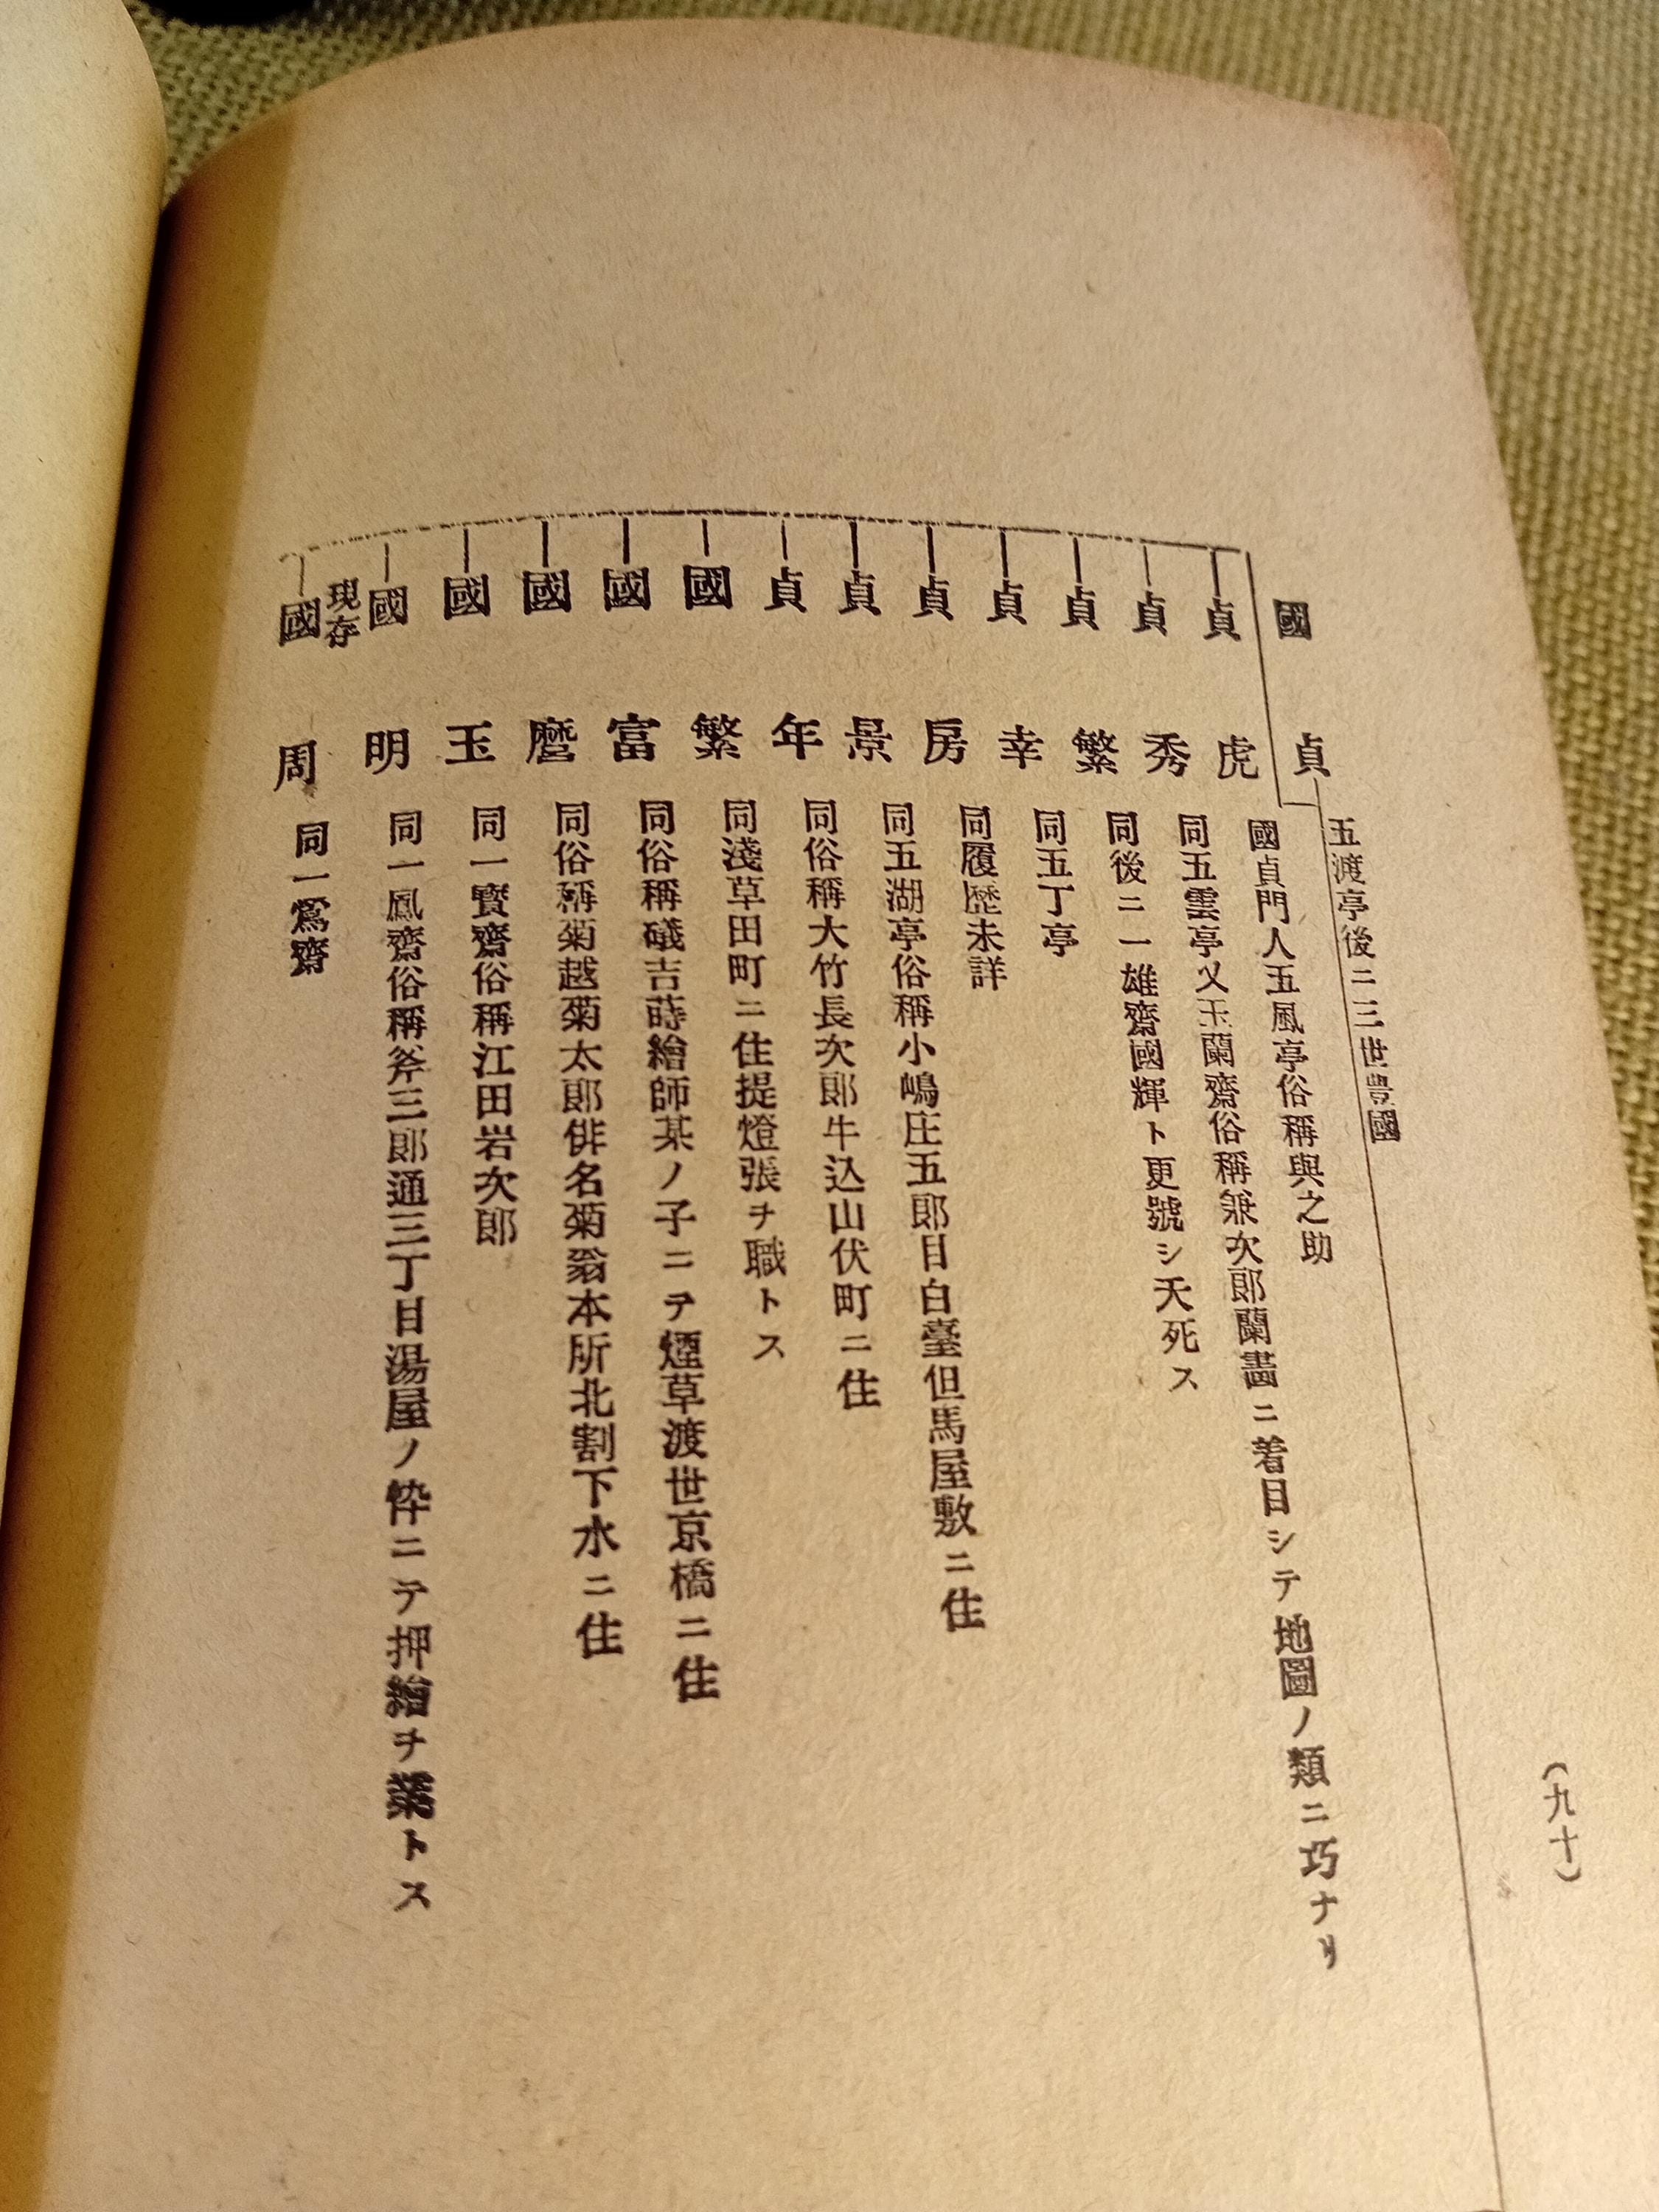 (九十)
國貞 五渡亭後ニ三世豊國
貞虎 國貞門人五風亭俗稱與之助
貞秀 同五雲亭又玉蘭齋俗稱兼次郎蘭畵ニ着目シテ地圖ノ類ニ巧ナリ
貞繁 同後ニ一雄齋國輝ト更號シ天死ス
貞幸 同五丁亭
貞房 同履歴未詳
貞景 同五湖亭俗稱小嶋庄五郎目白臺但馬屋敷ニ住
貞年 同俗稱大竹長次郎牛込山伏町ニ住
國繁 同淺草田町ニ住提燈張ヲ職トス
國富 同俗稱礒吉蒔繪師某ノ子ニテ煙草渡世京橋ニ住
國麿 同俗稱菊越菊太郎俳名菊翁本所北割下水ニ住
國玉 同一寶齋俗稱江田岩次郎
國明 同一鳳齋俗稱斧三郎通三丁目湯屋ノ悴ニテ押繪ヲ業トス
現存
國周 同一鶯齋